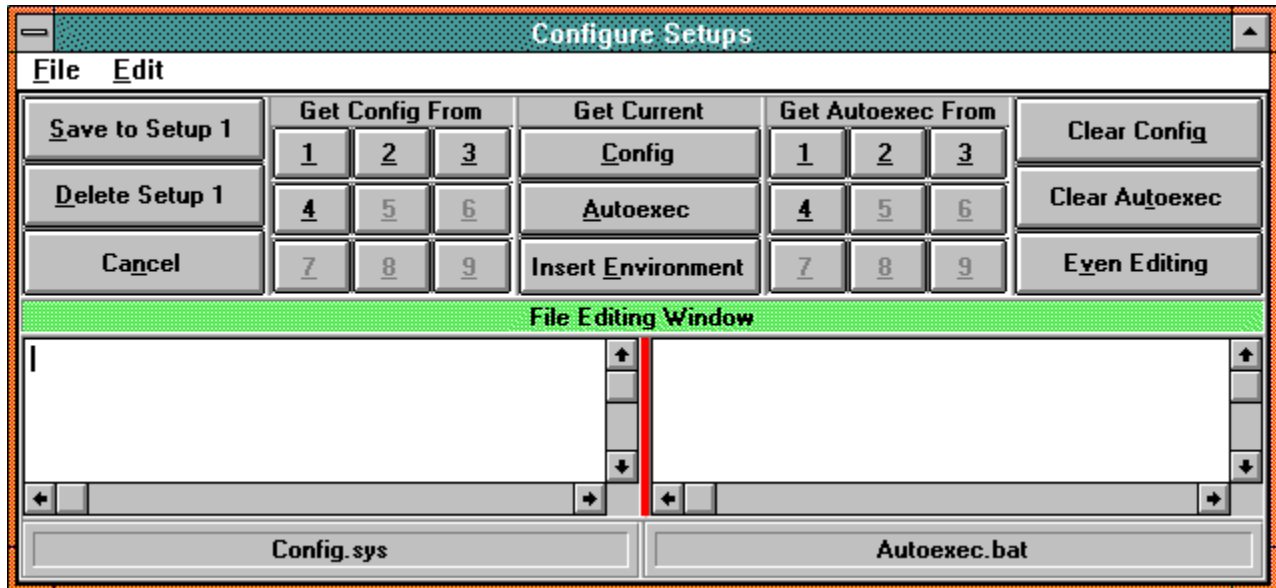 Configure Setups
File Edit
Save to Setup 1
Delete Setup 1
Cancel
Get Config From
1 2 3
4 5 6
7 8 9
Get Current
Config
Autoexec
Insert Environment
Get Autoexec From
1 2 3
4 5 6
7 8 9
Clear Config
Clear Autoexec
Even Editing
File Editing Window
Config.sys
Autoexec.bat